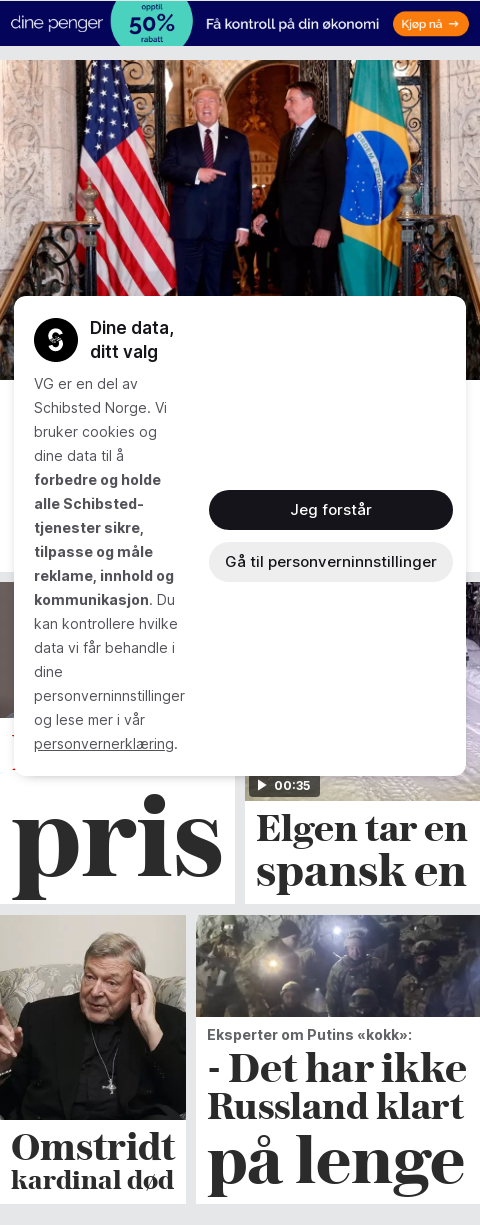 dine penger
opptil
50%
rabatt
Få kontroll på din økonomi
Kjøp nå →
Dine data,
ditt valg
VG er en del av
Schibsted Norge. Vi
bruker cookies og
dine data til å
forbedre og holde
alle Schibsted-
tjenester sikre,
tilpasse og måle
reklame, innhold og
kommunikasjon. Du
kan kontrollere hvilke
data vi får behandle i
dine
personverninnstillinger
og lese mer i vår
personvernerklæring.
Jeg forstår
Gå til personverninnstillinger
pris
00:35
Elgen tar en
spansk en
Omstridt
kardinal død
Eksperter om Putins «kokk»:
- Det har ikke
Russland klart
på lenge